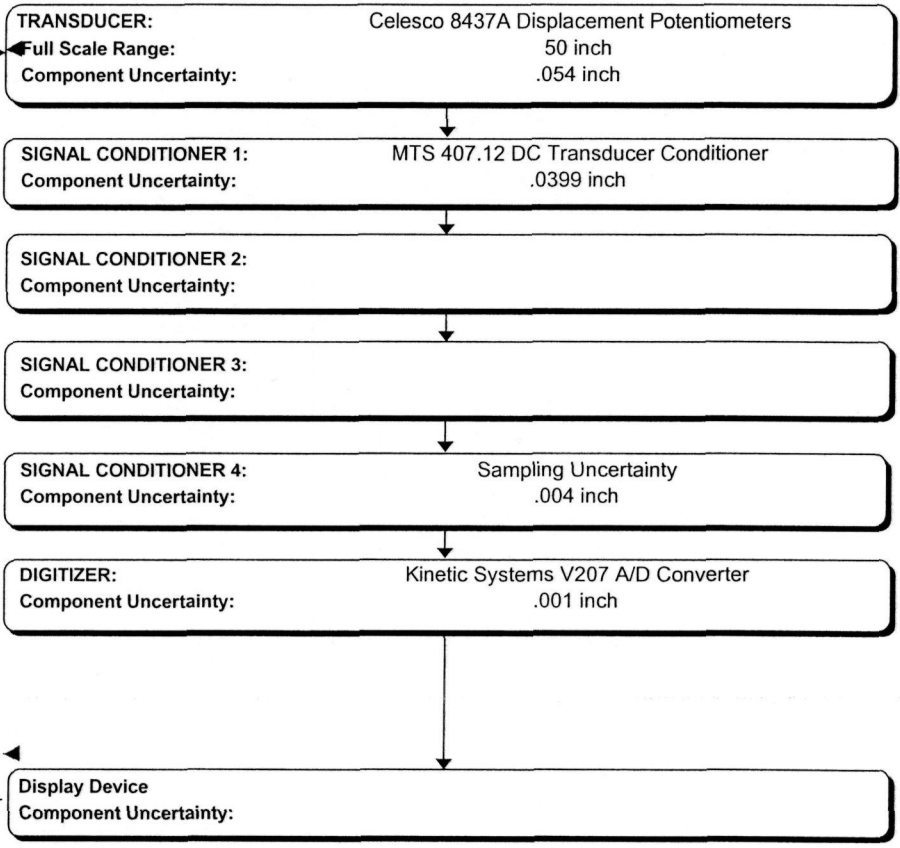 TRANSDUCER: Celesco 8437A Displacement Potentiometers
Full Scale Range: 50 inch
Component Uncertainty: .054 inch
SIGNAL CONDITIONER 1: MTS 407.12 DC Transducer Conditioner
Component Uncertainty: .0399 inch
SIGNAL CONDITIONER 2:
Component Uncertainty:
SIGNAL CONDITIONER 3:
Component Uncertainty:
SIGNAL CONDITIONER 4: Sampling Uncertainty
Component Uncertainty: .004 inch
DIGITIZER: Kinetic Systems V207 A/D Converter
Component Uncertainty: .001 inch
Display Device
Component Uncertainty: